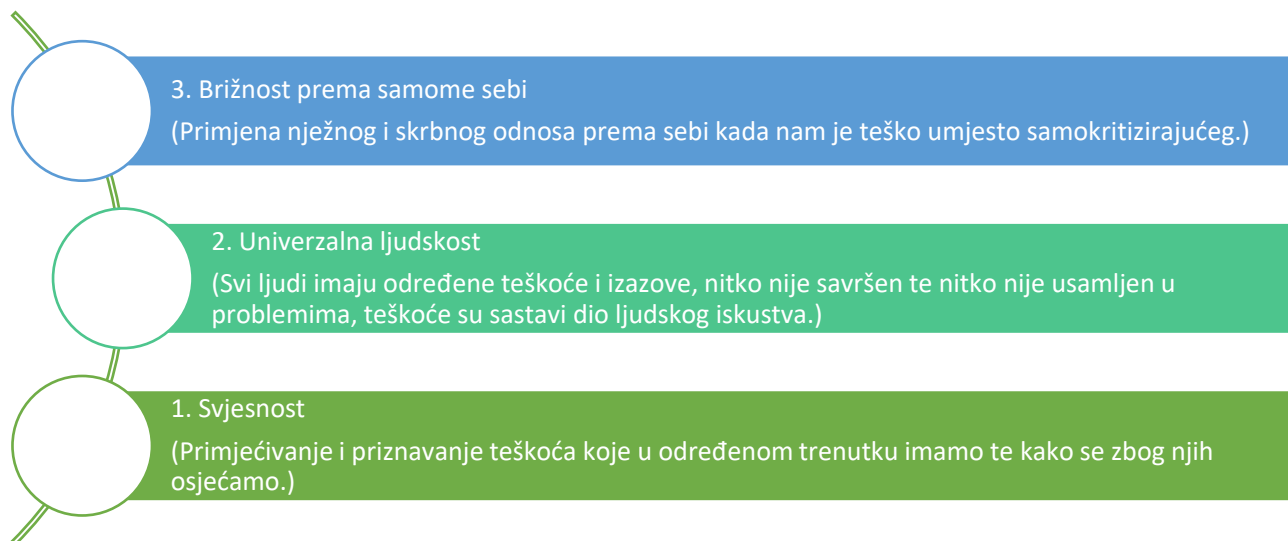 3. Brižnost prema samome sebi
(Primjena nježnog i skrbnog odnosa prema sebi kada nam je teško umjesto samokritizirajućeg.)
2. Univerzalna ljudskost
(Svi ljudi imaju određene teškoće i izazove, nitko nije savršen te nitko nije usamljen u
problemima, teškoće su sastavi dio ljudskog iskustva.)
1. Svjesnost
(Primjećivanje i priznavanje teškoća koje u određenom trenutku imamo te kako se zbog njih
osjećamo.)